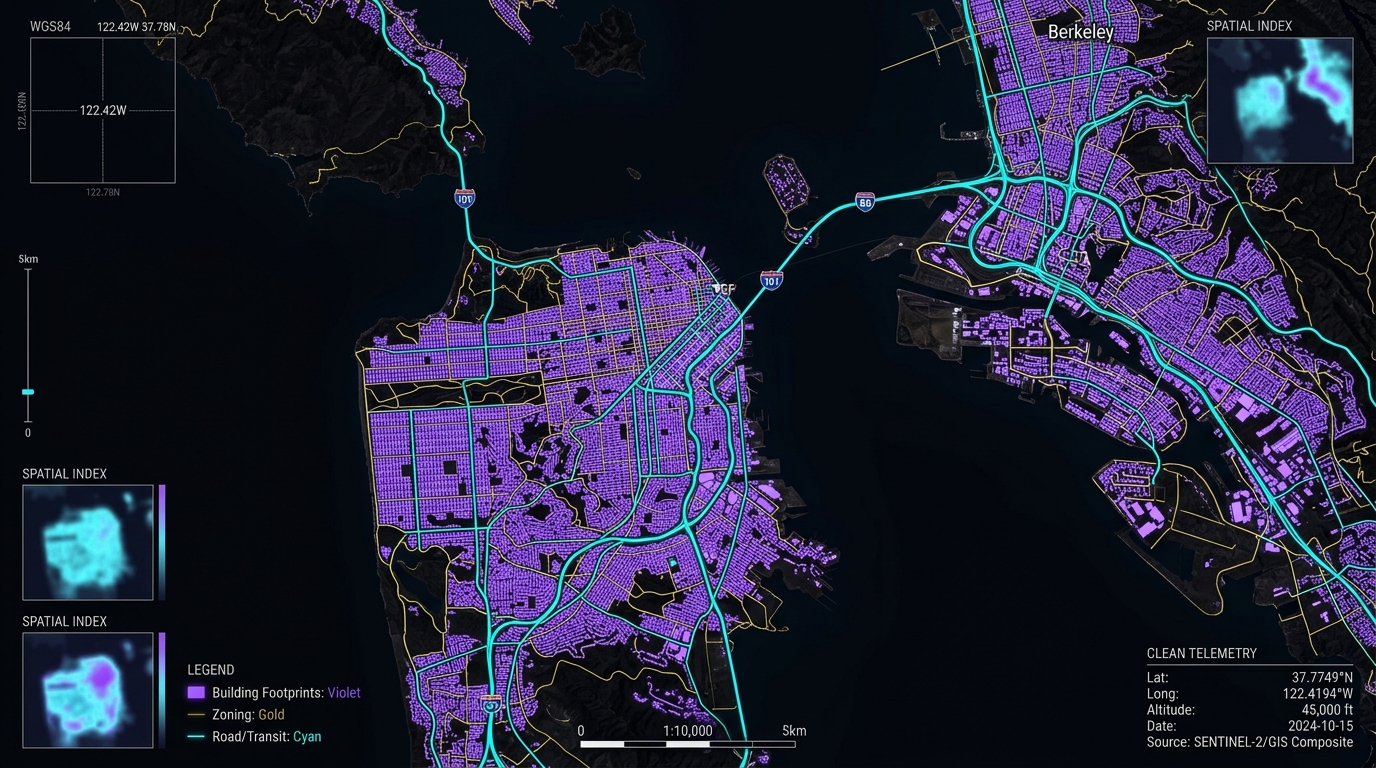 WGS84 122.42W 37.78N
122.42W
122.78N
5km
0
SPATIAL INDEX
SPATIAL INDEX
LEGEND
Building Footprints: Violet
Zoning: Gold
Road/Transit: Cyan
Berkeley
SPATIAL INDEX
101
101
0 1:10,000 5km
CLEAN TELEMETRY
Lat: 37.7749°N
Long: 122.4194°W
Altitude: 45,000 ft
Date: 2024-10-15
Source: SENTINEL-2/GIS Composite